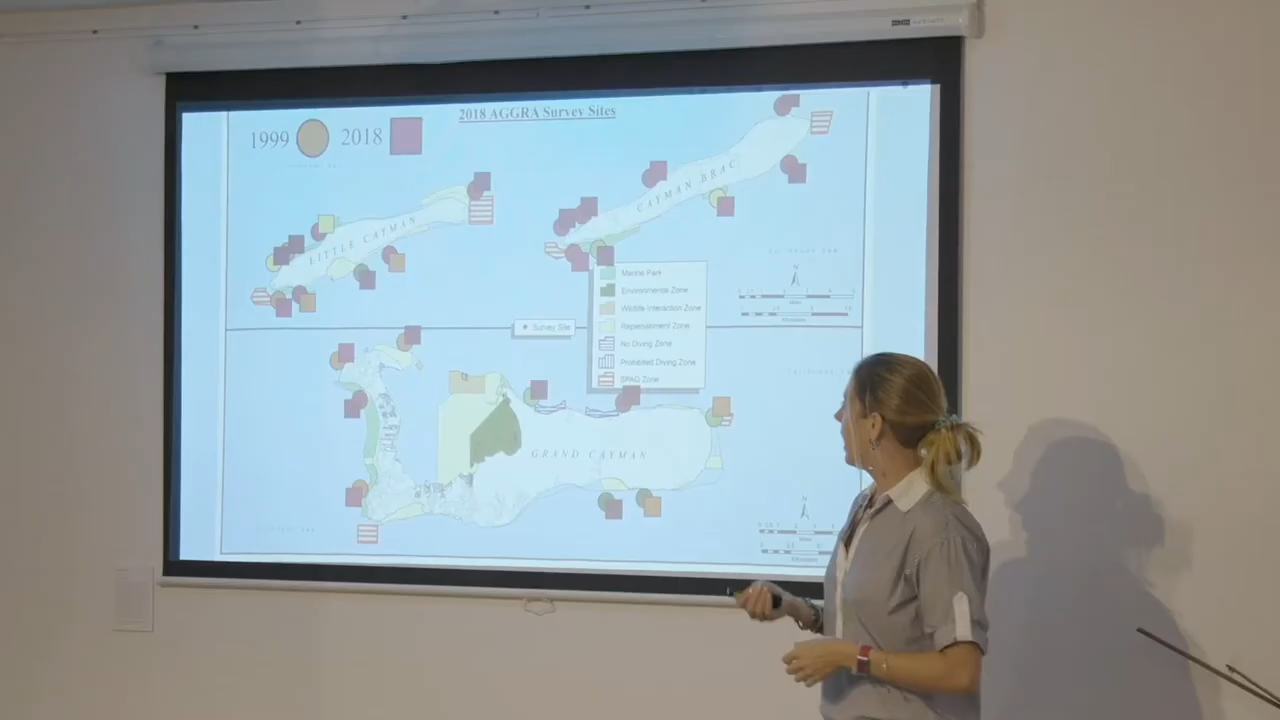 2018 AGGRA Survey Sites
1999 2018
CAYMAN BRAC
LITTLE CAYMAN
Marine Park
Environmental Zone
Wildlife Interaction Zone
Replenishment Zone
Survey Site
No Diving Zone
Prohibited Diving Zone
SPAG Zone
GRAND CAYMAN
N
N